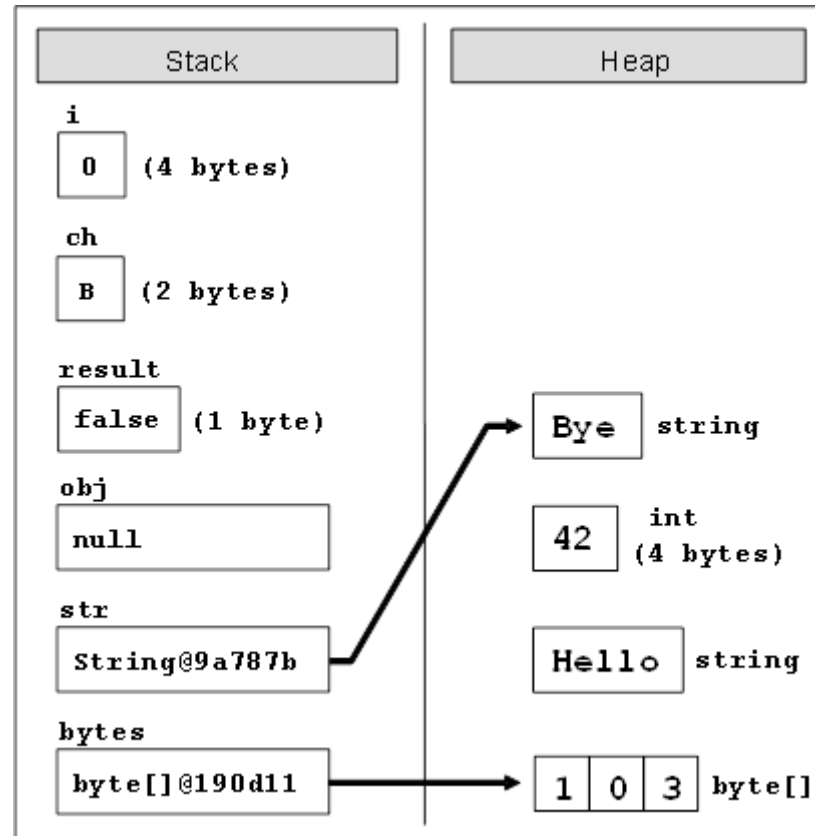 Stack
Heap
i
0 (4 bytes)
ch
B (2 bytes)
result
false (1 byte)
Bye string
obj
null
42 int
(4 bytes)
str
String@9a787b
Hello string
bytes
byte[]@190d11
1 0 3 byte[]